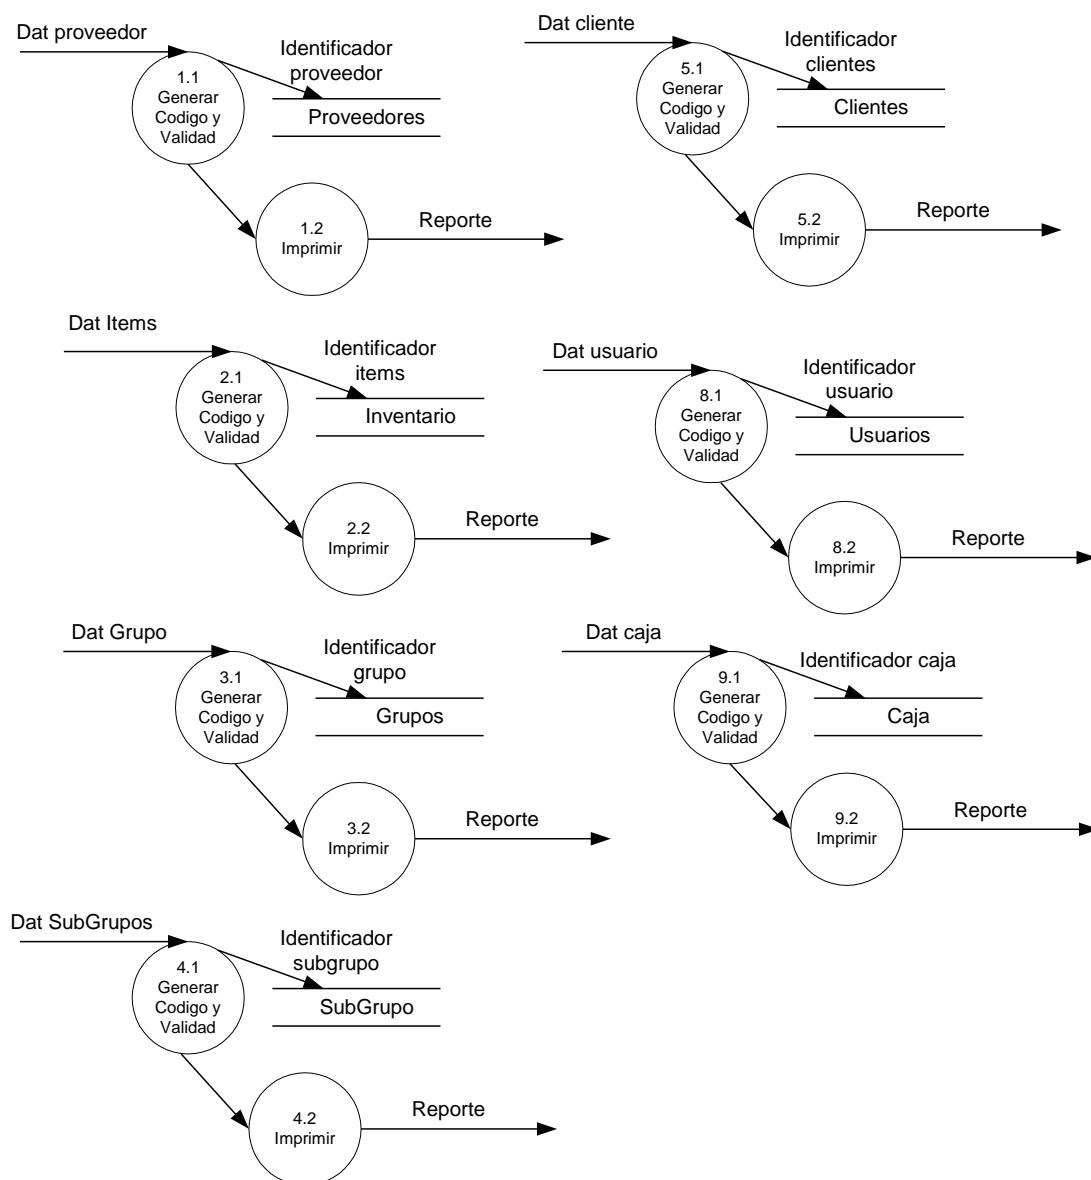 Dat proveedor
Identificador
proveedor
1.1
Generar
Codigo y
Validad
Proveedores
1.2
Imprimir
Reporte
Dat cliente
Identificador
clientes
5.1
Generar
Codigo y
Validad
Clientes
5.2
Imprimir
Reporte
Dat Items
Identificador
items
2.1
Generar
Codigo y
Validad
Inventario
2.2
Imprimir
Reporte
Dat usuario
Identificador
usuario
8.1
Generar
Codigo y
Validad
Usuarios
8.2
Imprimir
Reporte
Dat Grupo
Identificador
grupo
3.1
Generar
Codigo y
Validad
Grupos
3.2
Imprimir
Reporte
Dat caja
Identificador caja
9.1
Generar
Codigo y
Validad
Caja
9.2
Imprimir
Reporte
Dat SubGrupos
Identificador
subgrupo
4.1
Generar
Codigo y
Validad
SubGrupo
4.2
Imprimir
Reporte